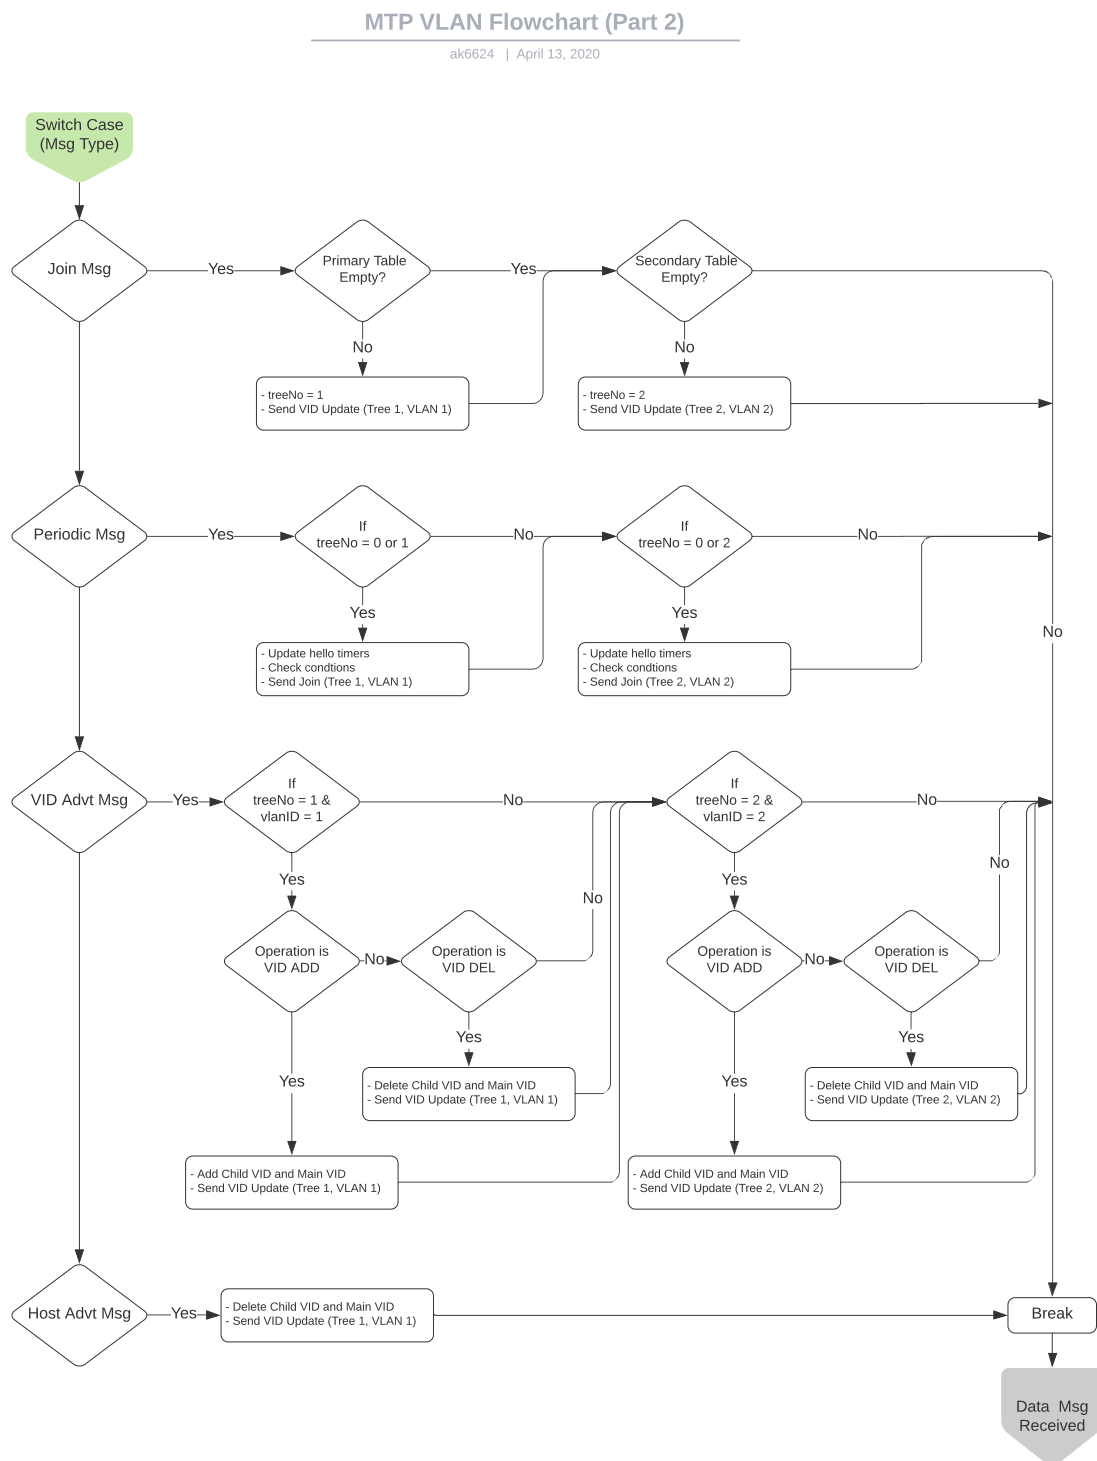 MTP VLAN Flowchart (Part 2)
ak6624 | April 13, 2020
Switch Case
(Msg Type)
Join Msg
Yes
Primary Table
Empty?
Yes
Secondary Table
Empty?
No
No
- treeNo = 1
- Send VID Update (Tree 1, VLAN 1)
- treeNo = 2
- Send VID Update (Tree 2, VLAN 2)
Periodic Msg
Yes
If
treeNo = 0 or 1
No
If
treeNo = 0 or 2
No
Yes
Yes
No
- Update hello timers
- Check condtions
- Send Join (Tree 1, VLAN 1)
- Update hello timers
- Check condtions
- Send Join (Tree 2, VLAN 2)
VID Advt Msg
Yes
If
treeNo = 1 &
vlanID = 1
No
If
treeNo = 2 &
vlanID = 2
No
Yes
No
Yes
No
Operation is
VID ADD
No
Operation is
VID DEL
Operation is
VID ADD
No
Operation is
VID DEL
Yes
Yes
Yes
Yes
- Delete Child VID and Main VID
- Send VID Update (Tree 1, VLAN 1)
- Delete Child VID and Main VID
- Send VID Update (Tree 2, VLAN 2)
- Add Child VID and Main VID
- Send VID Update (Tree 1, VLAN 1)
- Add Child VID and Main VID
- Send VID Update (Tree 2, VLAN 2)
Host Advt Msg
Yes
- Delete Child VID and Main VID
- Send VID Update (Tree 1, VLAN 1)
Break
Data Msg
Received